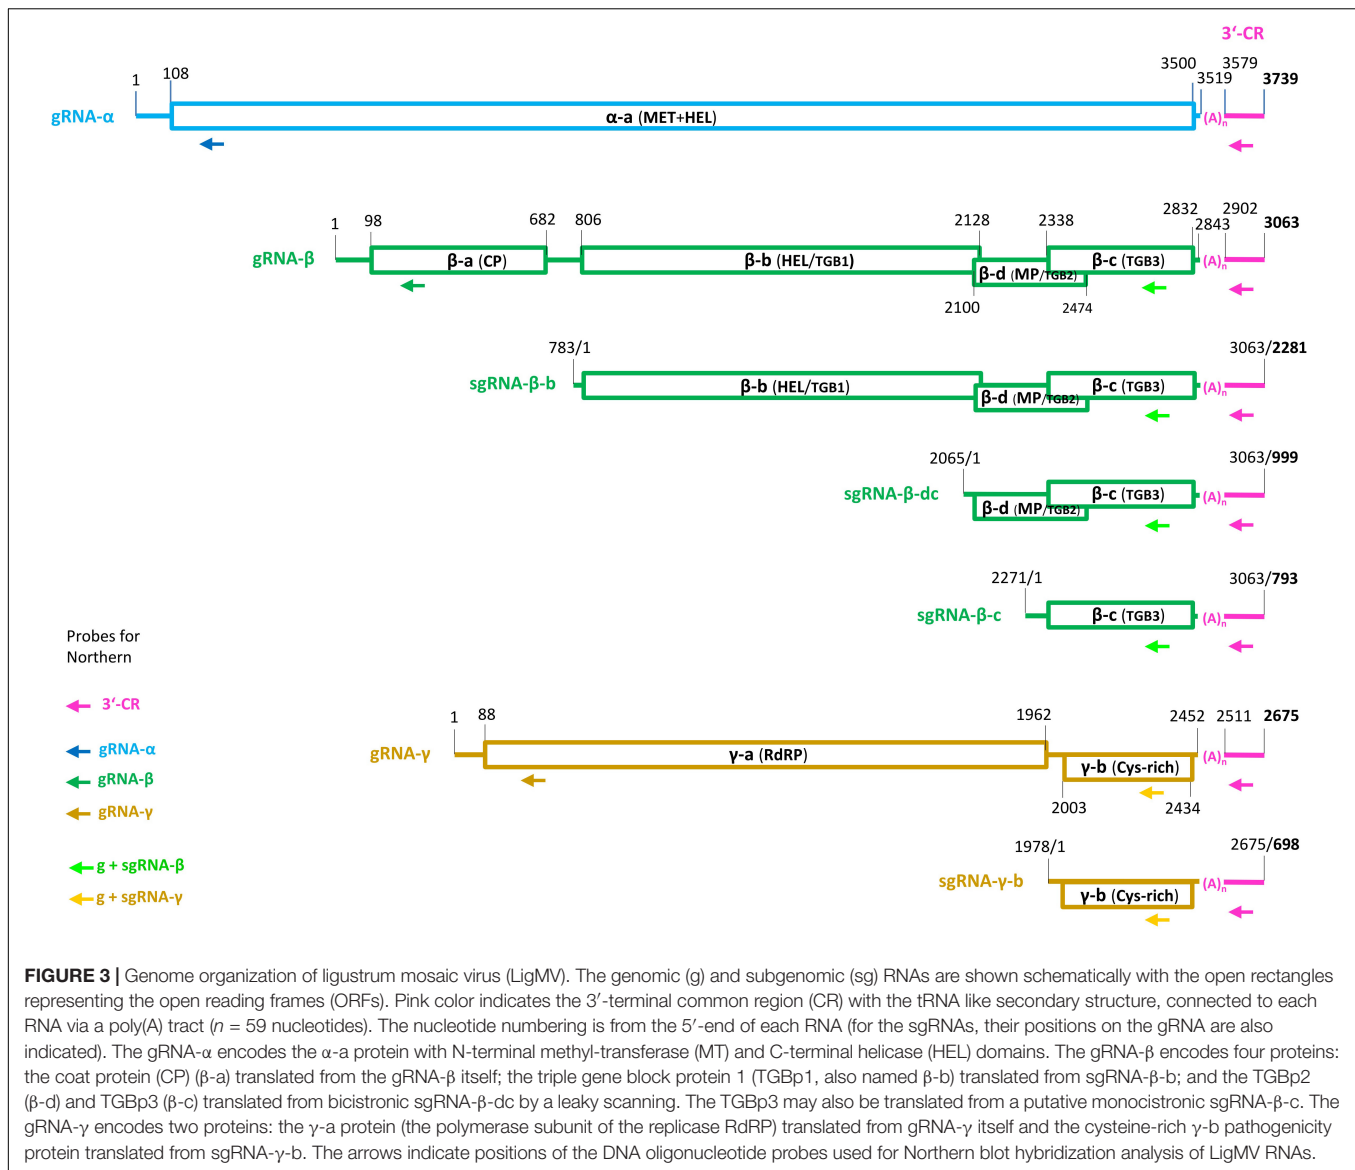 3‘-CR
1 108 3500 3519 3579 3739
gRNA-α α-a (MET+HEL) (A)n
1 98 682 806 2128 2338 2832 2843 2902 3063
gRNA-β β-a (CP) β-b (HEL/TGB1) β-d (MP/TGB2) β-c (TGB3) (A)n
2100 2474
783/1 3063/2281
sgRNA-β-b β-b (HEL/TGB1) β-d (MP/TGB2) β-c (TGB3) (A)n
2065/1 3063/999
sgRNA-β-dc β-d (MP/TGB2) β-c (TGB3) (A)n
2271/1 3063/793
sgRNA-β-c β-c (TGB3) (A)n
Probes for
Northern
3‘-CR
gRNA-α
gRNA-β
gRNA-γ
g + sgRNA-β
g + sgRNA-γ
1 88 1962 2452 2511 2675
gRNA-γ γ-a (RdRP) γ-b (Cys-rich) (A)n
2003 2434
1978/1 2675/698
sgRNA-γ-b γ-b (Cys-rich) (A)n
FIGURE 3 | Genome organization of ligustrum mosaic virus (LigMV). The genomic (g) and subgenomic (sg) RNAs are shown schematically with the open rectangles
representing the open reading frames (ORFs). Pink color indicates the 3′-terminal common region (CR) with the tRNA like secondary structure, connected to each
RNA via a poly(A) tract (n = 59 nucleotides). The nucleotide numbering is from the 5′-end of each RNA (for the sgRNAs, their positions on the gRNA are also
indicated). The gRNA-α encodes the α-a protein with N-terminal methyl-transferase (MT) and C-terminal helicase (HEL) domains. The gRNA-β encodes four proteins:
the coat protein (CP) (β-a) translated from the gRNA-β itself; the triple gene block protein 1 (TGBp1, also named β-b) translated from sgRNA-β-b; and the TGBp2
(β-d) and TGBp3 (β-c) translated from bicistronic sgRNA-β-dc by a leaky scanning. The TGBp3 may also be translated from a putative monocistronic sgRNA-β-c. The
gRNA-γ encodes two proteins: the γ-a protein (the polymerase subunit of the replicase RdRP) translated from gRNA-γ itself and the cysteine-rich γ-b pathogenicity
protein translated from sgRNA-γ-b. The arrows indicate positions of the DNA oligonucleotide probes used for Northern blot hybridization analysis of LigMV RNAs.